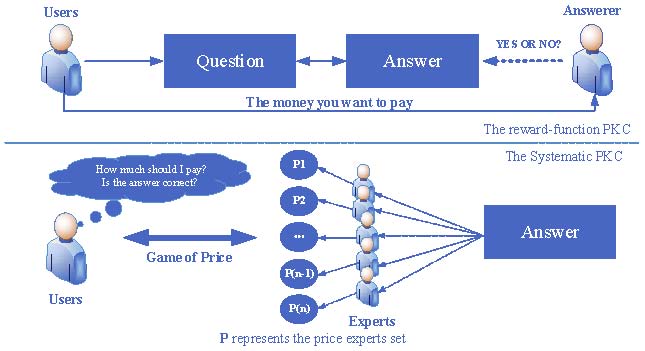 Users
Answerer
Question
Answer
YES OR NO?
The money you want to pay
The reward-function PKC
The Systematic PKC
How much should I pay?
Is the answer correct?
P1
P2
...
P(n-1)
P(n)
Answer
Game of Price
Users
Experts
P represents the price experts set